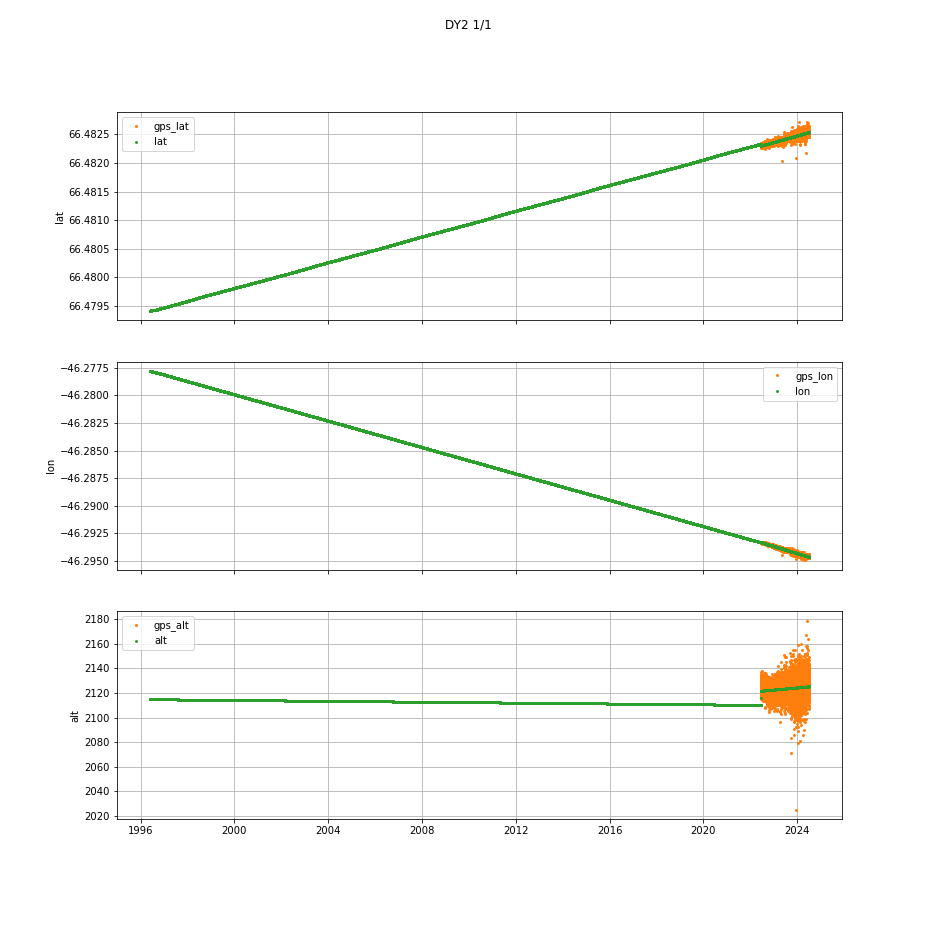 DY2 1/1
gps_lat
lat
66.4825
66.4820
66.4815
66.4810
66.4805
66.4800
66.4795
lat
gps_lon
lon
−46.2775
−46.2800
−46.2825
−46.2850
−46.2875
−46.2900
−46.2925
−46.2950
lon
gps_alt
alt
2180
2160
2140
2120
2100
2080
2060
2040
2020
alt
1996 2000 2004 2008 2012 2016 2020 2024